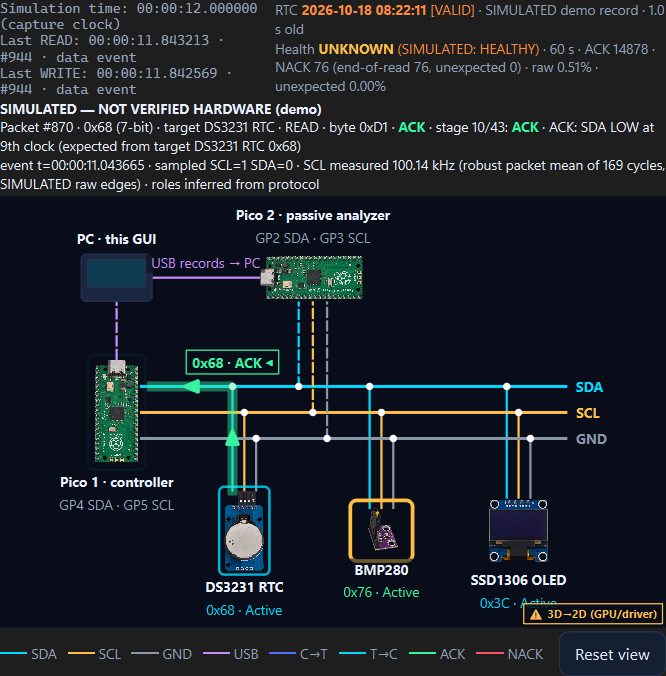 Simulation time: 00:00:12.000000
(capture clock)
Last READ: 00:00:11.843213 ·
#944 · data event
Last WRITE: 00:00:11.842569 ·
#944 · data event
RTC 2026-10-18 08:22:11 [VALID] · SIMULATED demo record · 1.0
s old
Health UNKNOWN (SIMULATED: HEALTHY) · 60 s · ACK 14878 ·
NACK 76 (end-of-read 76, unexpected 0) · raw 0.51% ·
unexpected 0.00%
SIMULATED — NOT VERIFIED HARDWARE (demo)
Packet #870 · 0x68 (7-bit) · target DS3231 RTC · READ · byte 0xD1 · ACK · stage 10/43: ACK · ACK: SDA LOW at
9th clock (expected from target DS3231 RTC 0x68)
event t=00:00:11.043665 · sampled SCL=1 SDA=0 · SCL measured 100.14 kHz (robust packet mean of 169 cycles,
SIMULATED raw edges) · roles inferred from protocol
Pico 2 · passive analyzer
GP2 SDA · GP3 SCL
PC · this GUI
USB records → PC
0x68 · ACK ◂
SDA
SCL
GND
Pico 1 · controller
GP4 SDA · GP5 SCL
DS3231 RTC
0x68 · Active
BMP280
0x76 · Active
SSD1306 OLED
0x3C · Active
3D→2D (GPU/driver)
SDA
SCL
GND
USB
C→T
T→C
ACK
NACK
Reset view